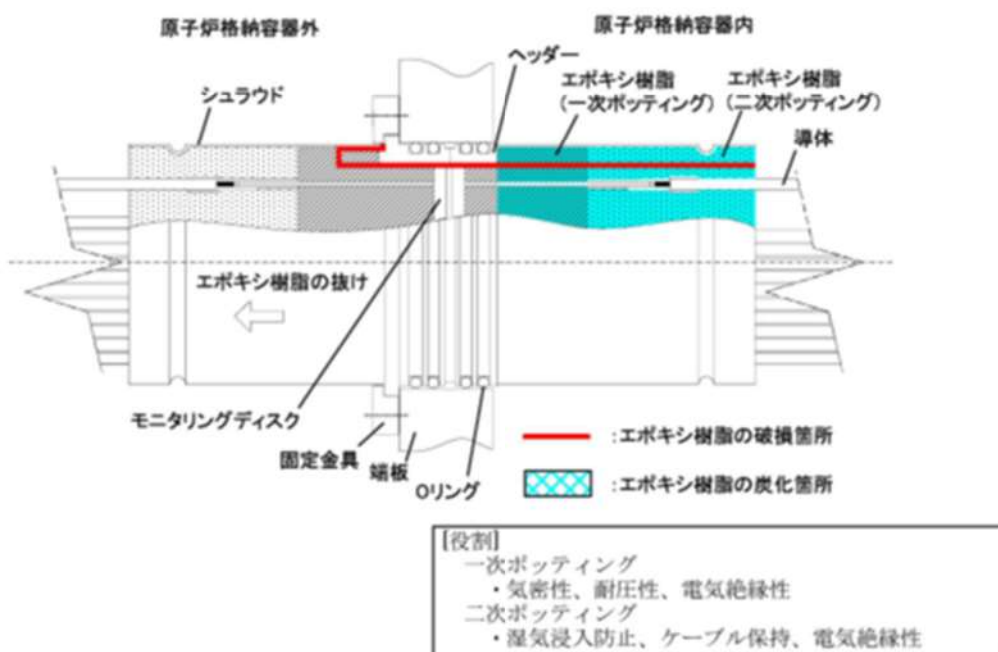 原子炉格納容器外
原子炉格納容器内
ヘッダー
エポキシ樹脂
(一次ポッティング)
エポキシ樹脂
(二次ポッティング)
シュラウド
導体
エポキシ樹脂の抜け
モニタリングディスク
固定金具
端板
Oリング
:エポキシ樹脂の破損箇所
:エポキシ樹脂の炭化箇所
[役割]
一次ポッティング
・気密性、耐圧性、電気絶縁性
二次ポッティング
・湿気浸入防止、ケーブル保持、電気絶縁性